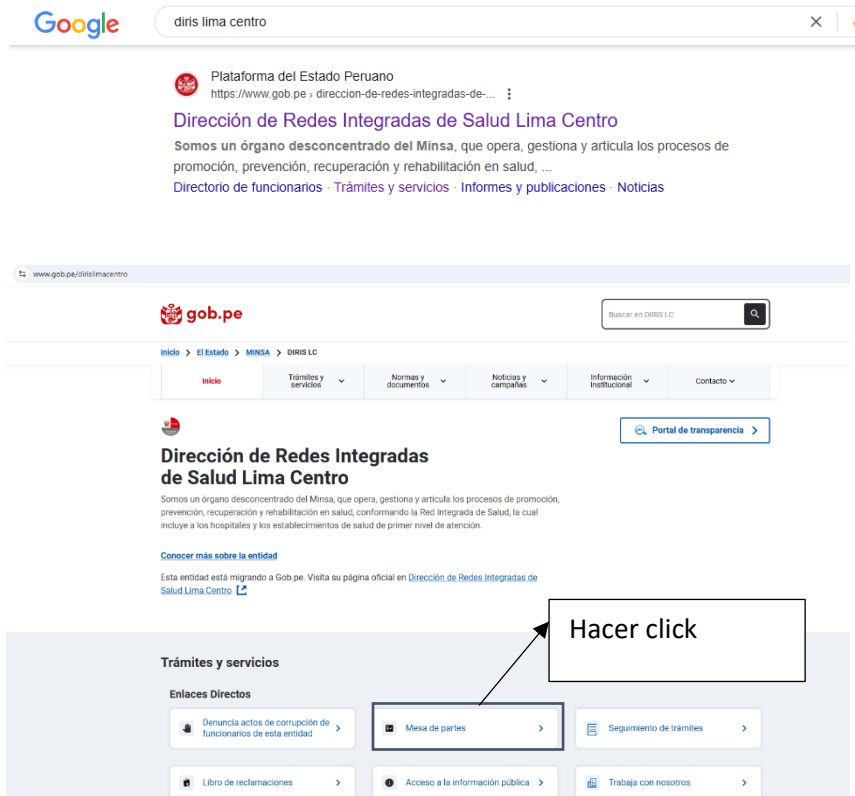 Google
diris lima centro
Plataforma del Estado Peruano
https://www.gob.pe › direccion-de-redes-integradas-de-...
Dirección de Redes Integradas de Salud Lima Centro
Somos un órgano desconcentrado del Minsa, que opera, gestiona y articula los procesos de
promoción, prevención, recuperación y rehabilitación en salud, ...
Directorio de funcionarios · Trámites y servicios · Informes y publicaciones · Noticias
www.gob.pe/dirislimacentro
gob.pe
Buscar en DIRIS LC
Inicio > El Estado > MINSA > DIRIS LC
Inicio
Trámites y
servicios
Normas y
documentos
Noticias y
campañas
Información
Institucional
Contacto
Portal de transparencia
Dirección de Redes Integradas
de Salud Lima Centro
Somos un órgano desconcentrado del Minsa, que opera, gestiona y articula los procesos de promoción,
prevención, recuperación y rehabilitación en salud, conformando la Red Integrada de Salud, la cual
incluye a los hospitales y los establecimientos de salud de primer nivel de atención.
Conocer más sobre la entidad
Esta entidad está migrando a Gob.pe. Visita su página oficial en Dirección de Redes Integradas de
Salud Lima Centro
Hacer click
Trámites y servicios
Enlaces Directos
Denuncia actos de corrupción de
funcionarios de esta entidad
Mesa de partes
Seguimiento de trámites
Libro de reclamaciones
Acceso a la información pública
Trabaja con nosotros